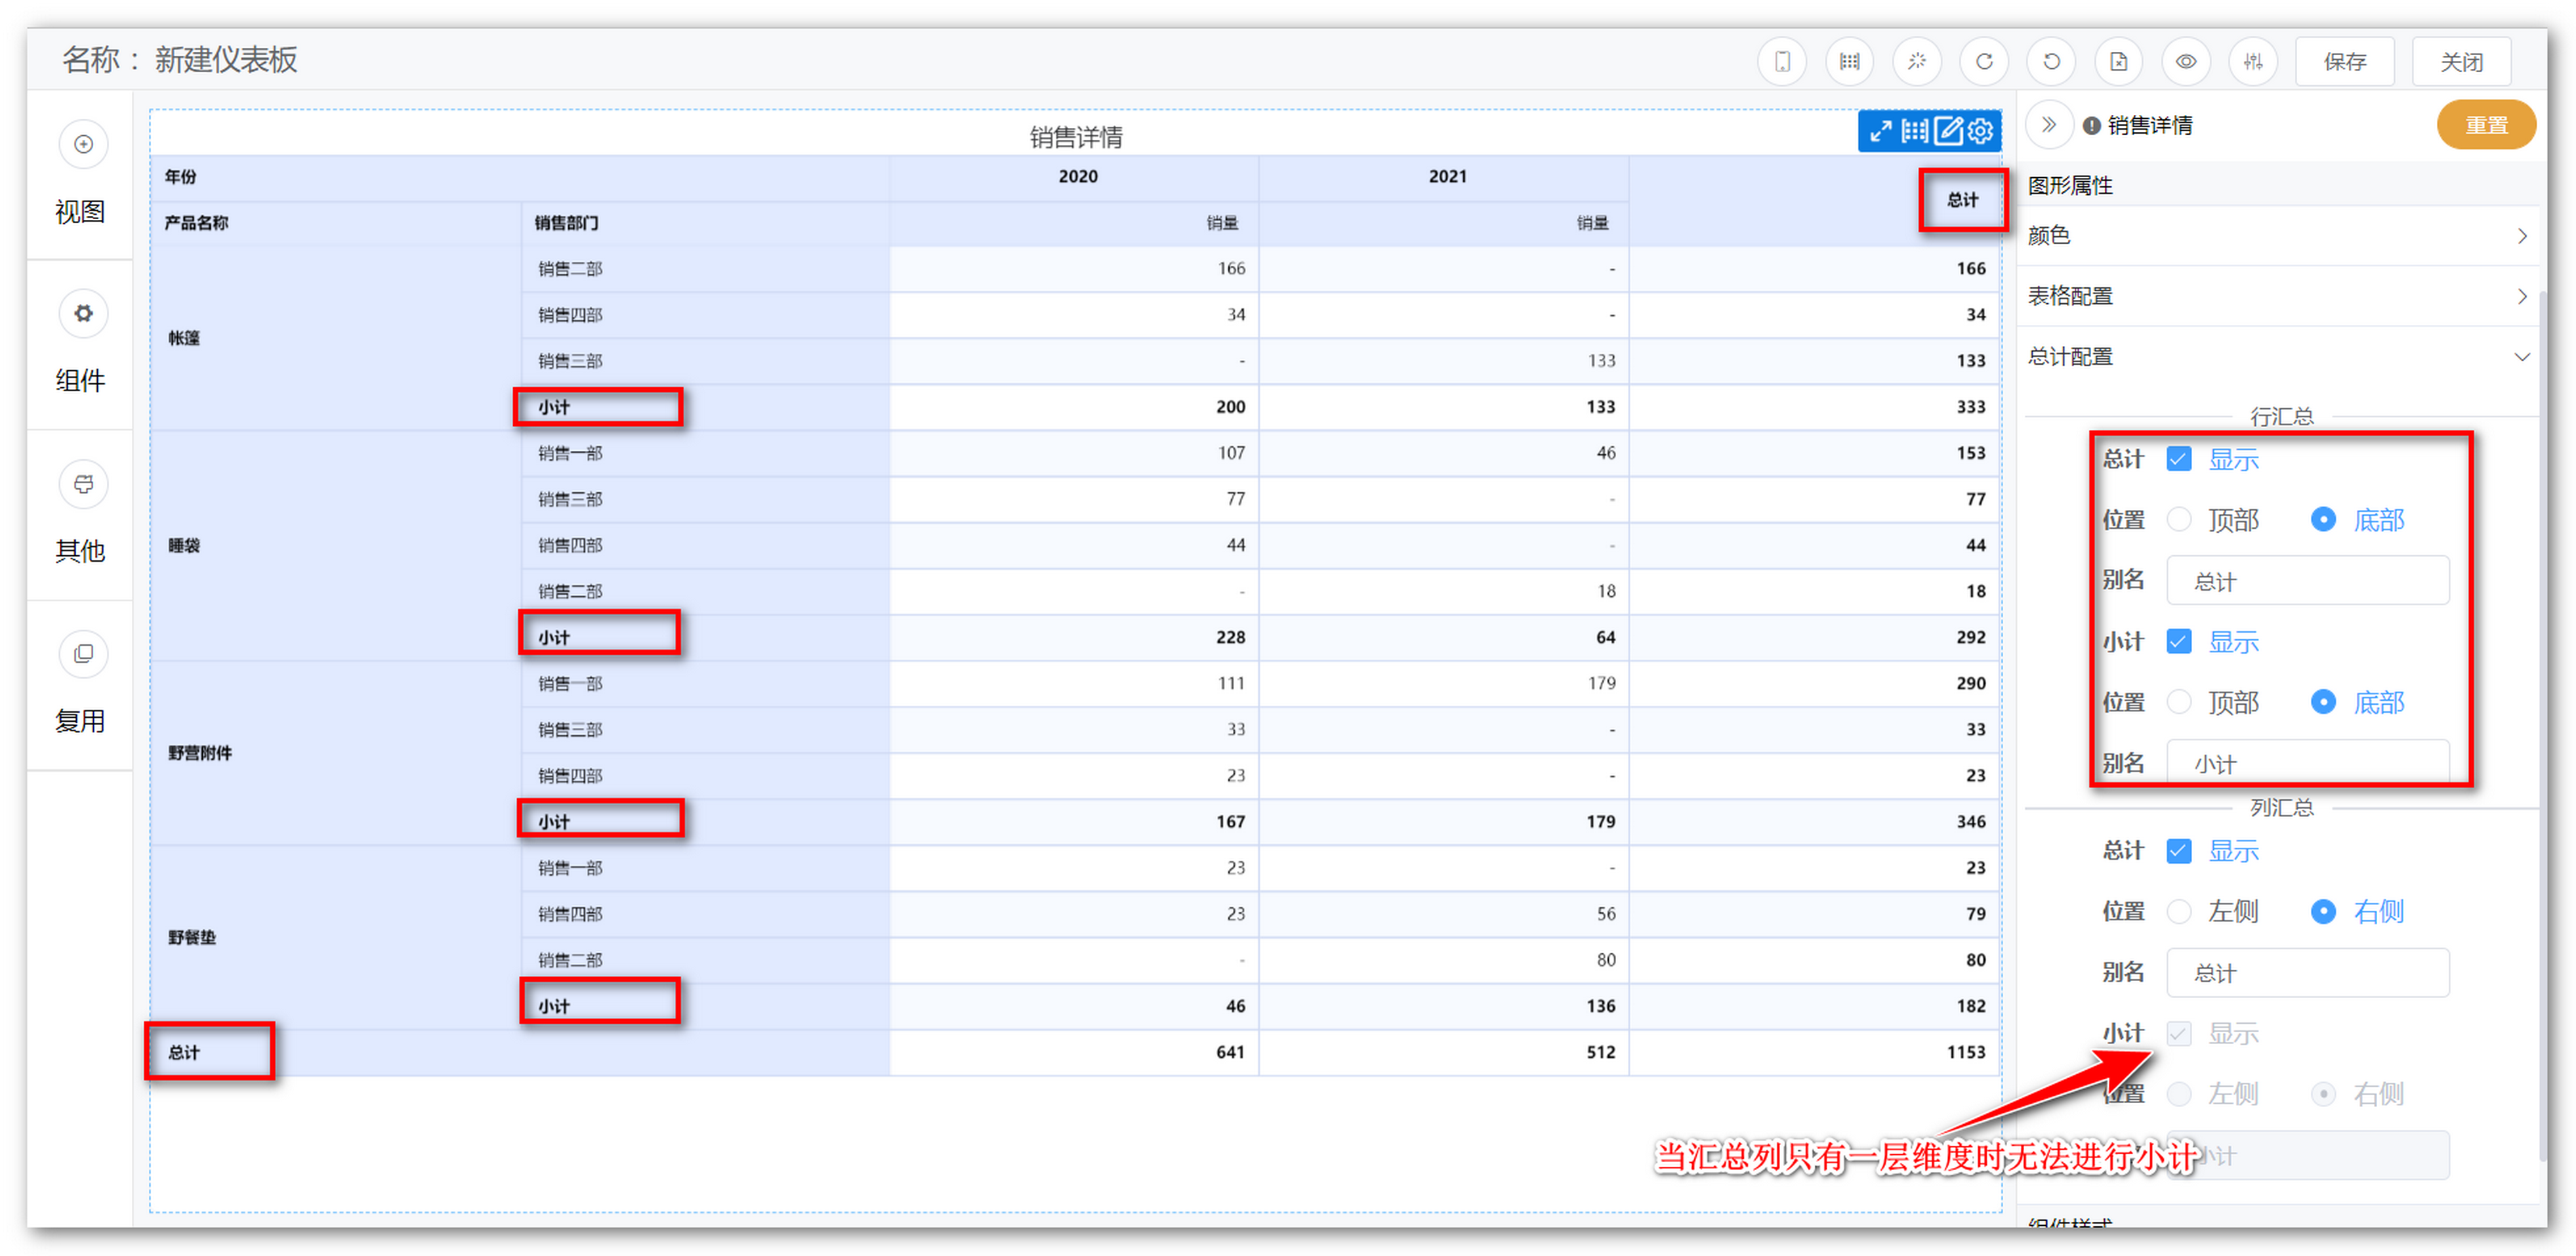 名称： 新建仪表板
保存 关闭
视图
组件
其他
复用
销售详情
年份 2020 2021 总计
产品名称 销售部门 销量 销量
帐篷
销售二部 166 - 166
销售四部 34 - 34
销售三部 - 133 133
小计 200 133 333
睡袋
销售一部 107 46 153
销售三部 77 - 77
销售四部 44 - 44
销售二部 - 18 18
小计 228 64 292
野营附件
销售一部 111 179 290
销售三部 33 - 33
销售四部 23 - 23
小计 167 179 346
野餐垫
销售一部 23 - 23
销售四部 23 56 79
销售二部 - 80 80
小计 46 136 182
总计 641 512 1153
销售详情 重置
图形属性
颜色
表格配置
总计配置
行汇总
总计 显示
位置 顶部 底部
别名 总计
小计 显示
位置 顶部 底部
别名 小计
列汇总
总计 显示
位置 左侧 右侧
别名 总计
小计 显示
位置 左侧 右侧
小计
当汇总列只有一层维度时无法进行小计
组件样式